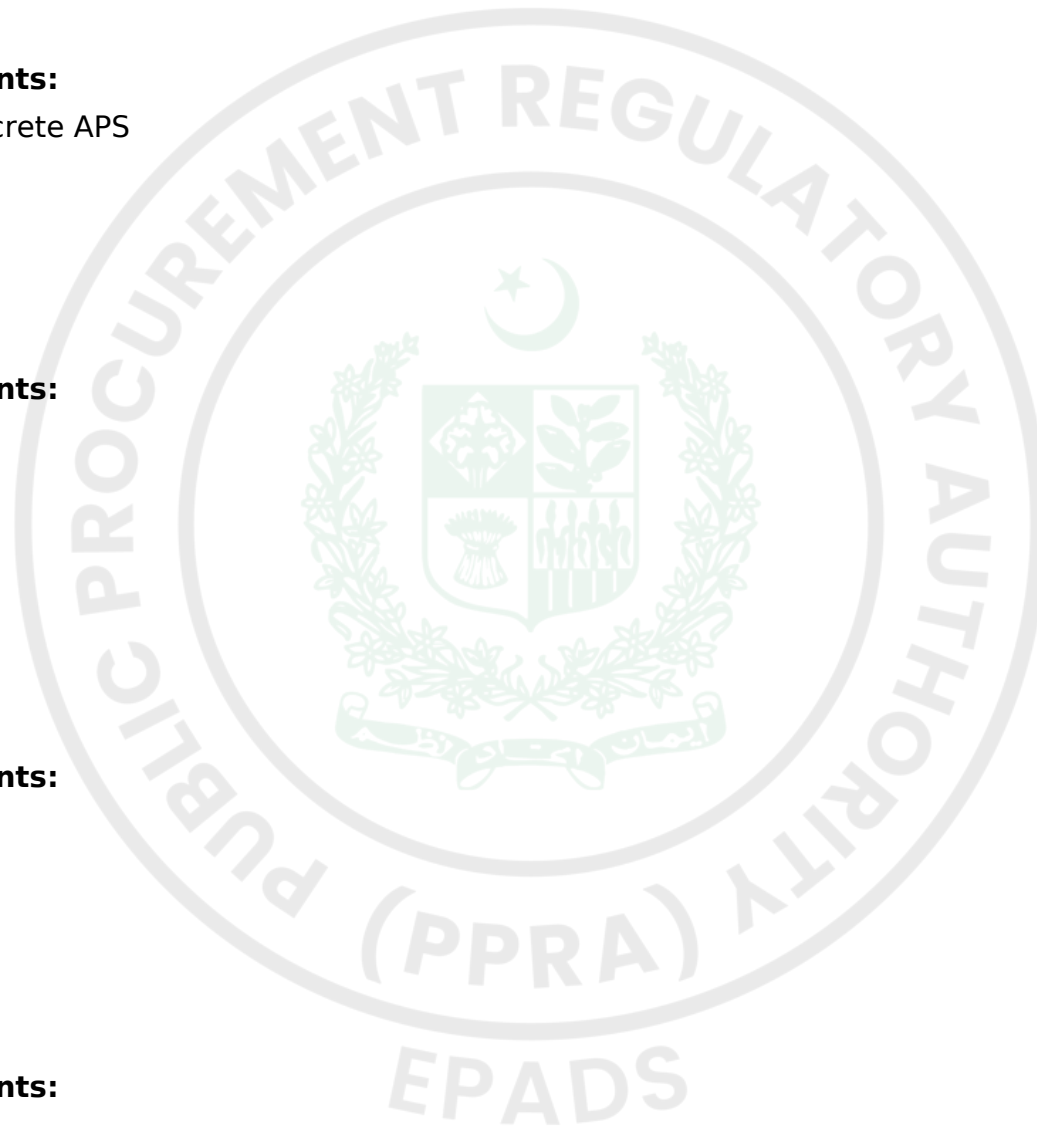 nts:
crete APS
nts:
nts:
nts:
PUBLIC PROCUREMENT REGULATORY AUTHORITY
(PPRA)
EPADS